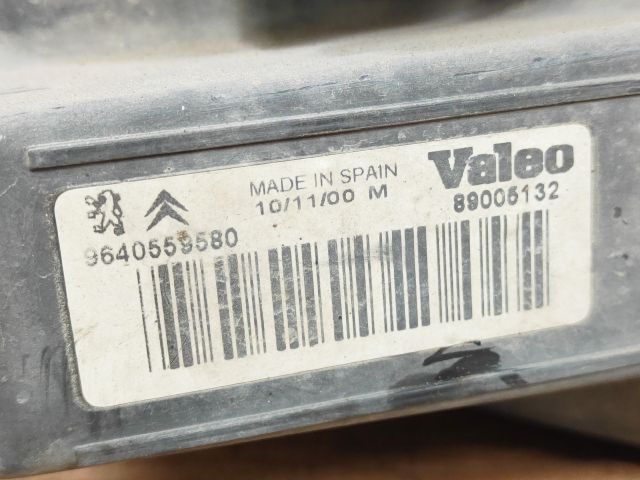 MADE IN SPAIN
10/11/00 M
Valeo
89005132
9640559580